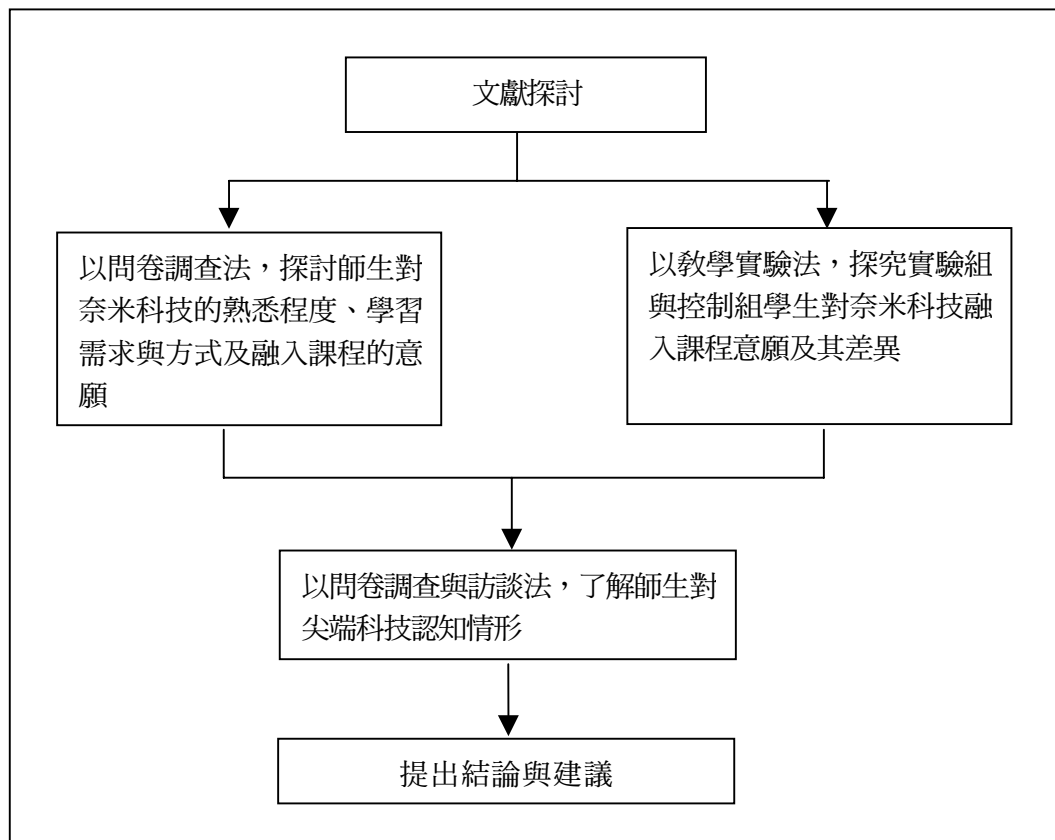 文獻探討
以問卷調查法，探討師生對
奈米科技的熟悉程度、學習
需求與方式及融入課程的意
願
以教學實驗法，探究實驗組
與控制組學生對奈米科技融
入課程意願及其差異
以問卷調查與訪談法，了解師生對
尖端科技認知情形
提出結論與建議